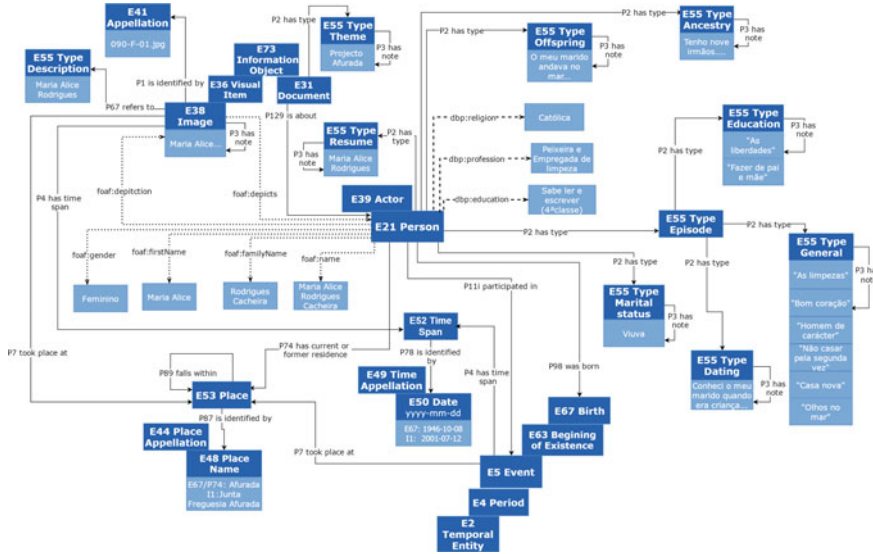 E41
Appellation
090-F-01.jpg
E55 Type
Description
Maria Alice
Rodrigues
P1 is identified by
P67 refers to
E73
Information
Object
E36 Visual
Item
E38
Image
Maria Alice...
P3 has
note
P2 has type
E55 Type
Theme
Projecto
Afurada
P3 has
note
E31
Document
P129 is about
E55 Type
Resume
Maria Alice
Rodrigues
P3 has
note
P2 has
type
P2 has type
E55 Type
Offspring
O meu marido
andava no
mar...
P3 has
note
P2 has type
E55 Type
Ancestry
Tenho nove
irmãos....
P3 has
note
dbp:religion
Católica
dbp:profession
Peixeira e
Empregada de
limpeza
dbp:education
Sabe ler e
escrever
(4ªclasse)
P2 has type
E55 Type
Education
"As
liberdades"
"Fazer de pai
e mãe"
P3 has
note
P4 has time
span
foaf:depitction
foaf:depicts
E39 Actor
E21 Person
P2 has type
E55 Type
Episode
P2 has type
E55 Type
General
"As limpezas"
"Bom coração"
"Homem de
carácter"
"Não casar
pela segunda
vez"
"Casa nova"
"Olhos no
mar"
P3 has
note
foaf:gender
Feminino
foaf:firstName
Maria Alice
foaf:familyName
Rodrigues
Cacheira
foaf:name
Maria Alice
Rodrigues
Cacheira
P2 has type
E55 Type
Marital
status
Viuva
P3 has
note
P2 has type
E55 Type
Dating
Conheci o meu
marido quando
era criança...
P3 has
note
P11i participated in
P98 was born
E52 Time
Span
P78 is identified
by
P4 has time
span
E49 Time
Appellation
E50 Date
yyyy-mm-dd
E67: 1946-10-08
I1: 2001-07-12
P74 has current or
former residence
P7 took place at
P89 falls within
E53 Place
P87 is identified by
E44 Place
Appellation
E48 Place
Name
E67/P74: Afurada
I1:Junta
Freguesia Afurada
P7 took place at
E67 Birth
E63 Begining
of Existence
E5 Event
E4 Period
E2
Temporal
Entity